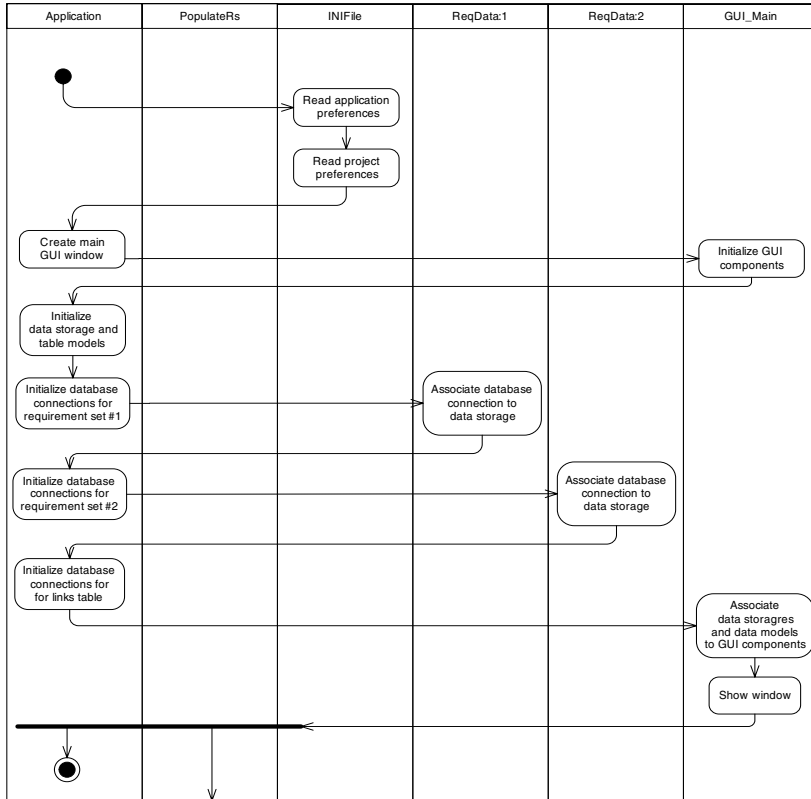 Application
PopulateRs
INIFile
ReqData:1
ReqData:2
GUI_Main
Read application
preferences
Read project
preferences
Create main
GUI window
Initialize GUI
components
Initialize
data storage and
table models
Initialize database
connections for
requirement set #1
Associate database
connection to
data storage
Initialize database
connections for
requirement set #2
Associate database
connection to
data storage
Initialize database
connections for
for links table
Associate
data storagres
and data models
to GUI components
Show window